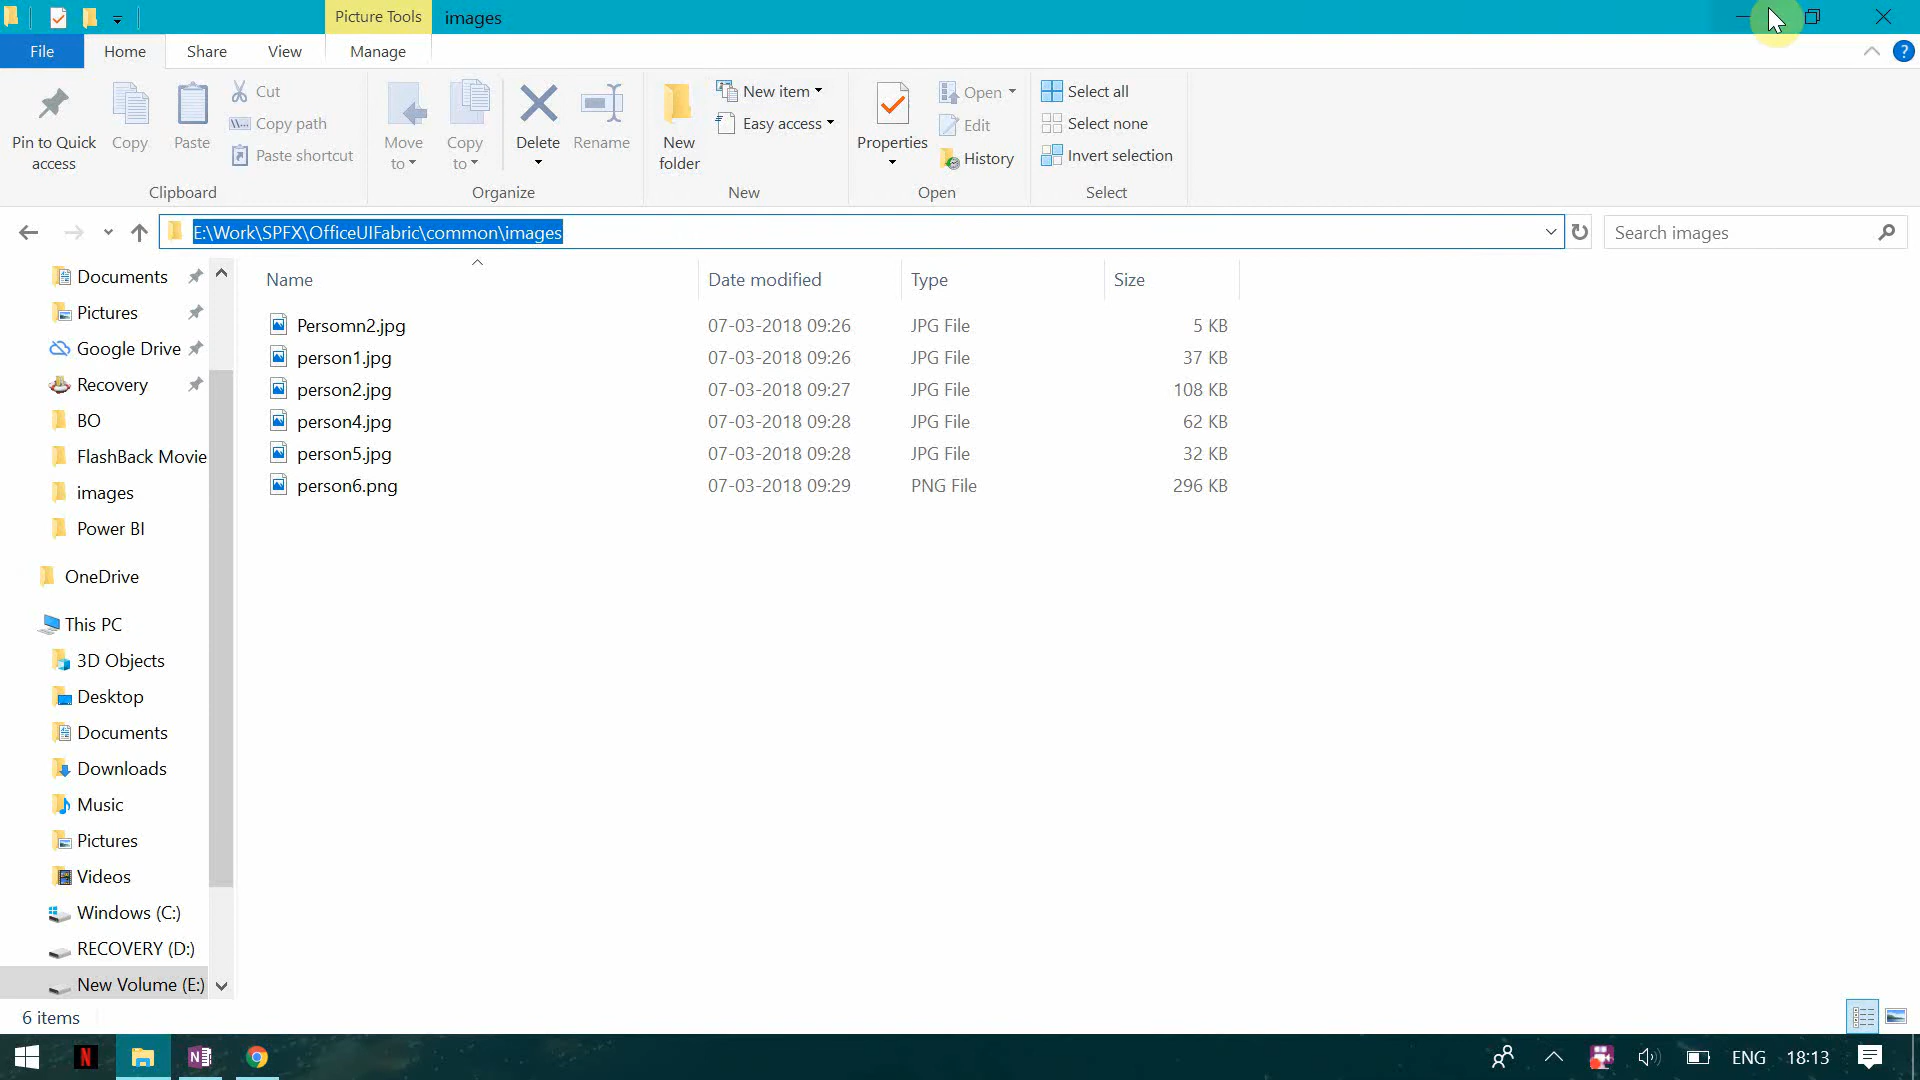 Picture Tools images
File Home Share View Manage
Pin to Quick access
Copy
Paste
Cut
Copy path
Paste shortcut
Clipboard
Move to
Copy to
Delete
Rename
Organize
New folder
New item
Easy access
New
Properties
Open
Edit
History
Open
Select all
Select none
Invert selection
Select
E:\Work\SPFX\OfficeUIFabric\common\images
Search images
Documents
Pictures
Google Drive
Recovery
BO
FlashBack Movie
images
Power BI
OneDrive
This PC
3D Objects
Desktop
Documents
Downloads
Music
Pictures
Videos
Windows (C:)
RECOVERY (D:)
New Volume (E:)
Name Date modified Type Size
Persomn2.jpg 07-03-2018 09:26 JPG File 5 KB
person1.jpg 07-03-2018 09:26 JPG File 37 KB
person2.jpg 07-03-2018 09:27 JPG File 108 KB
person4.jpg 07-03-2018 09:28 JPG File 62 KB
person5.jpg 07-03-2018 09:28 JPG File 32 KB
person6.png 07-03-2018 09:29 PNG File 296 KB
6 items
ENG 18:13